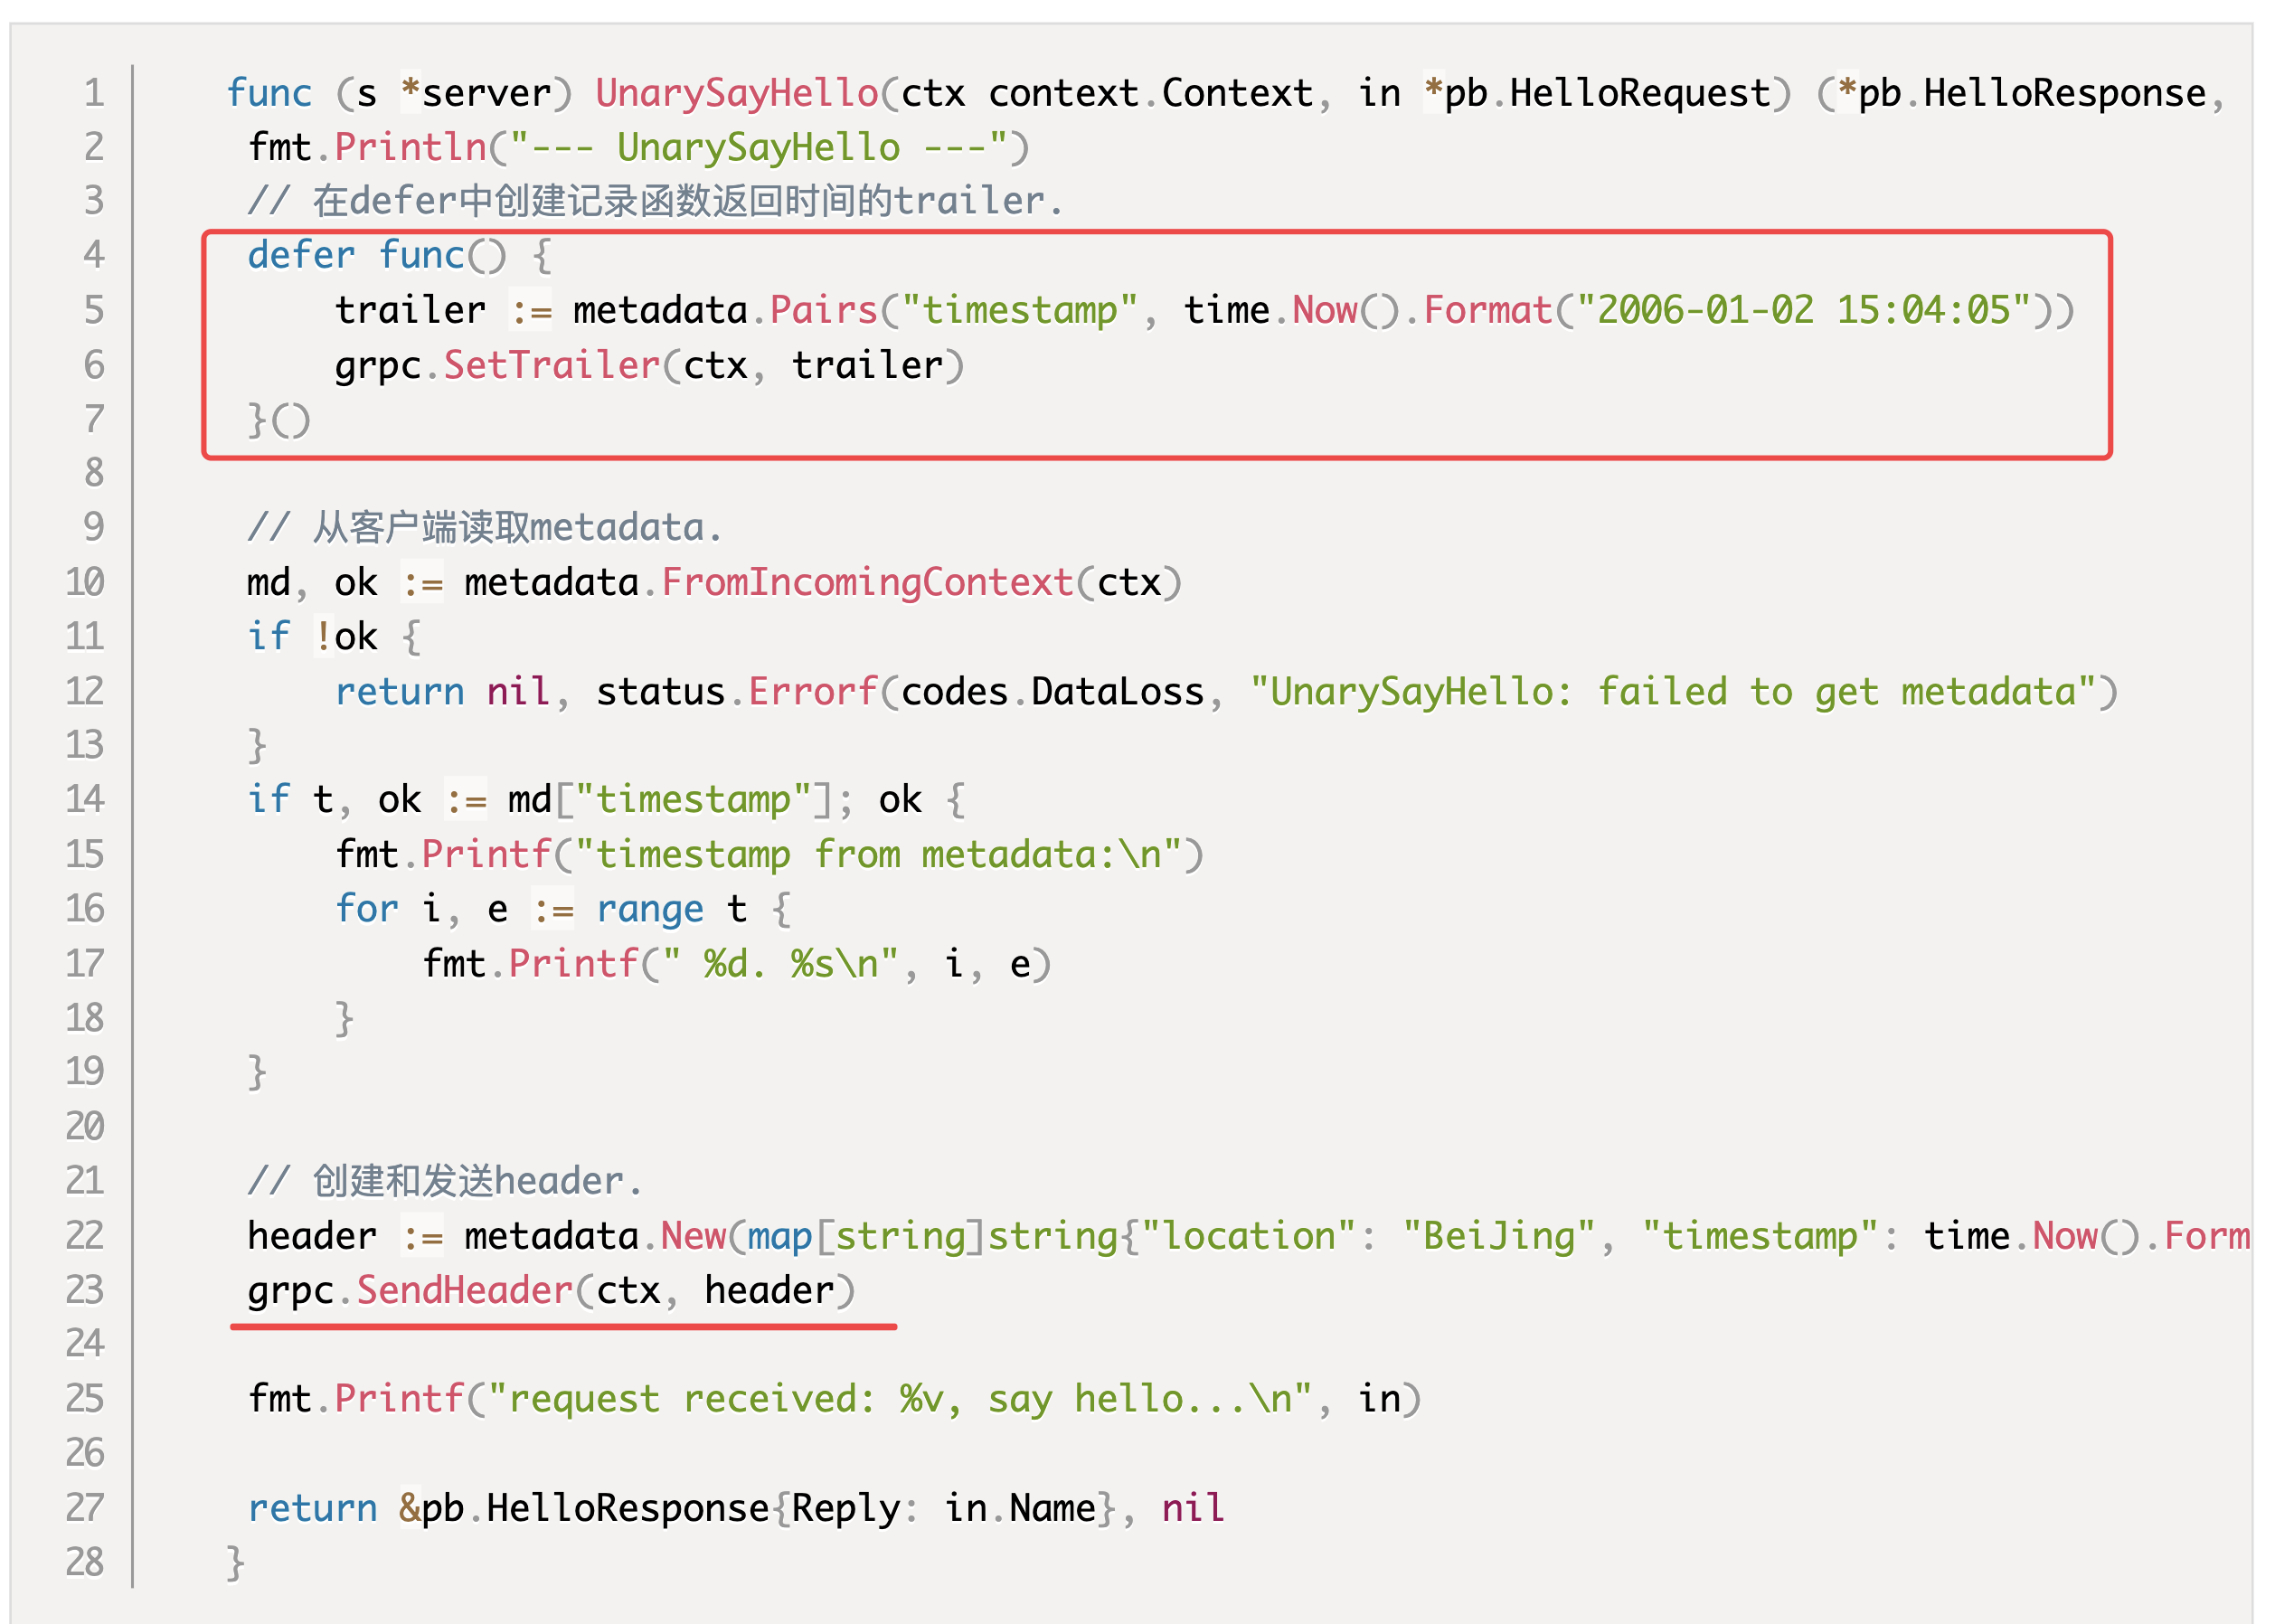 1 func (s *server) UnarySayHello(ctx context.Context, in *pb.HelloRequest) (*pb.HelloResponse,
2 fmt.Println("--- UnarySayHello ---")
3 // 在defer中创建记录函数返回时间的trailer.
4 defer func() {
5 trailer := metadata.Pairs("timestamp", time.Now().Format("2006-01-02 15:04:05"))
6 grpc.SetTrailer(ctx, trailer)
7 }()
8
9 // 从客户端读取metadata.
10 md, ok := metadata.FromIncomingContext(ctx)
11 if !ok {
12 return nil, status.Errorf(codes.DataLoss, "UnarySayHello: failed to get metadata")
13 }
14 if t, ok := md["timestamp"]; ok {
15 fmt.Printf("timestamp from metadata:\n")
16 for i, e := range t {
17 fmt.Printf(" %d. %s\n", i, e)
18 }
19 }
20
21 // 创建和发送header.
22 header := metadata.New(map[string]string{"location": "BeiJing", "timestamp": time.Now().Form
23 grpc.SendHeader(ctx, header)
24
25 fmt.Printf("request received: %v, say hello...\n", in)
26
27 return &pb.HelloResponse{Reply: in.Name}, nil
28 }